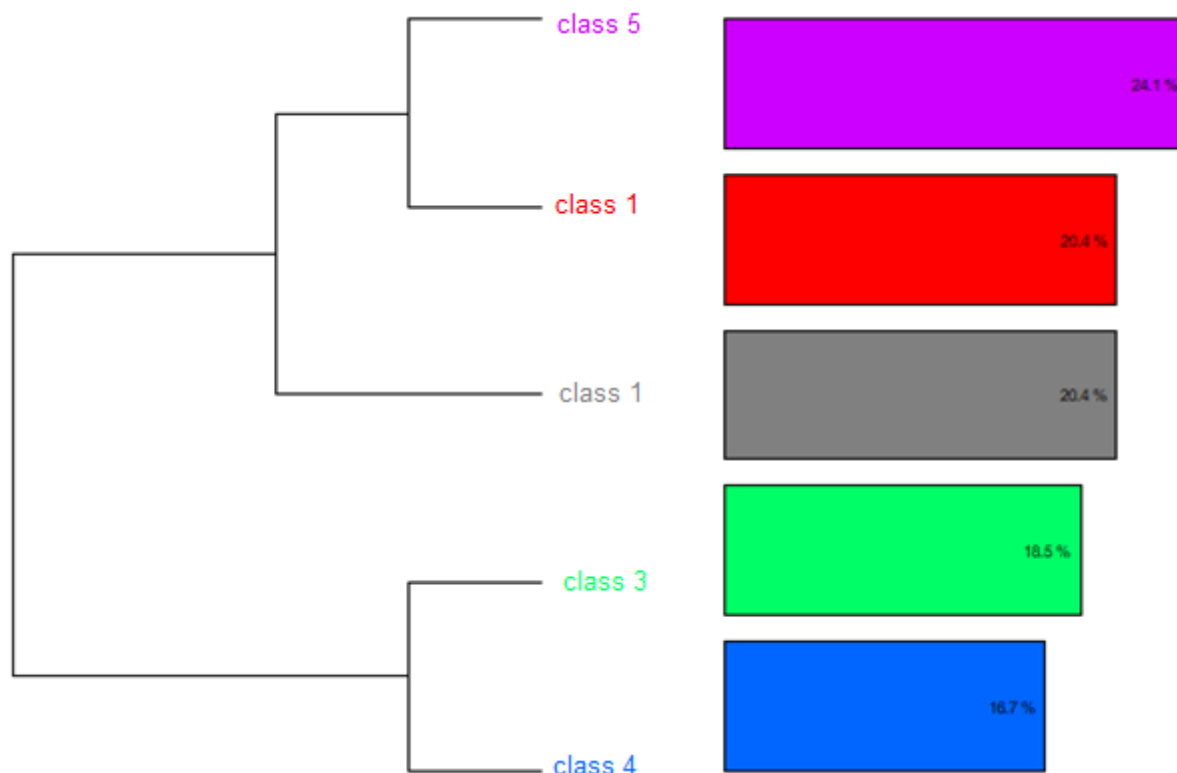 class 5
24.1 %
class 1
20.4 %
class 1
20.4 %
class 3
18.5 %
class 4
16.7 %